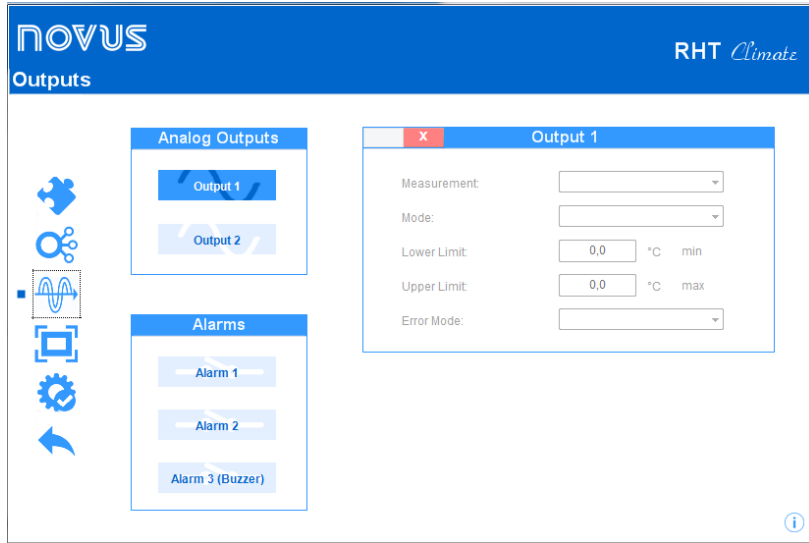 novus
RHT Climate
Outputs
Analog Outputs
Output 1
Output 2
Alarms
Alarm 1
Alarm 2
Alarm 3 (Buzzer)
X
Output 1
Measurement:
Mode:
Lower Limit: 0,0 °C min
Upper Limit: 0,0 °C max
Error Mode:
i